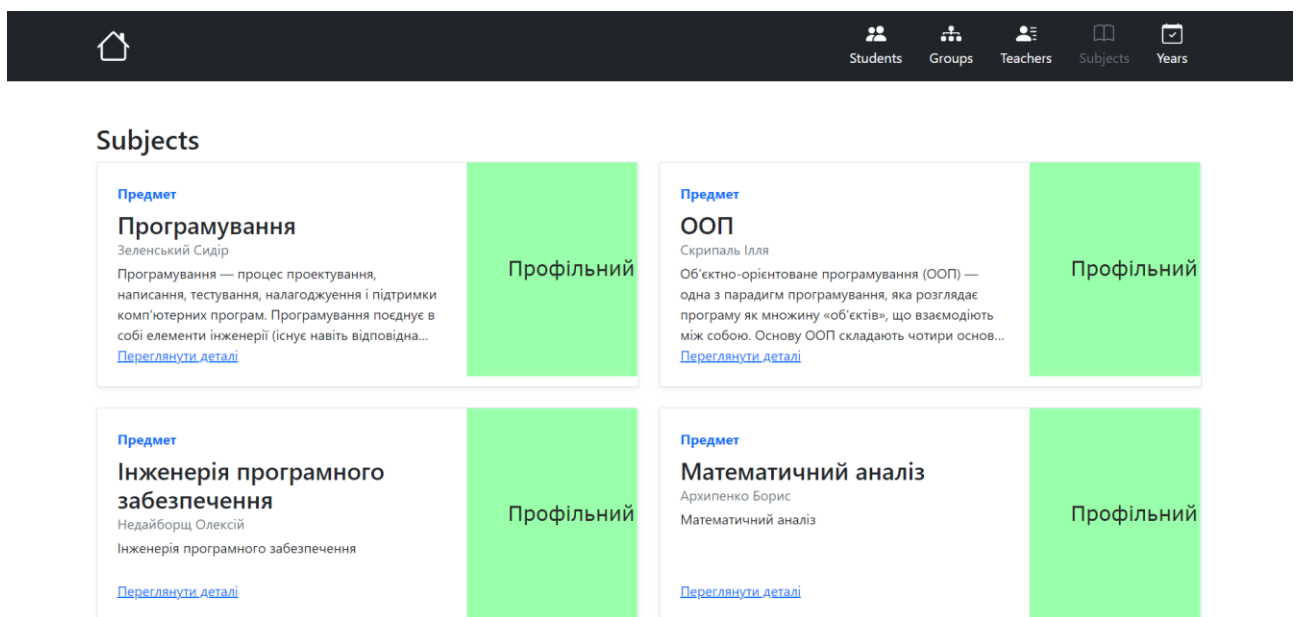 Students Groups Teachers Subjects Years
Subjects
Предмет
Програмування
Зеленський Сидір
Програмування — процес проектування,
написання, тестування, налагоджуення і підтримки
комп'ютерних програм. Програмування поєднує в
собі елементи інженерії (існує навіть відповідна...
Переглянути деталі
Профільний
Предмет
ООП
Скрипаль Ілля
Об'єктно-орієнтоване програмування (ООП) —
одна з парадигм програмування, яка розглядає
програму як множину «об'єктів», що взаємодіють
між собою. Основу ООП складають чотири основ...
Переглянути деталі
Профільний
Предмет
Інженерія програмного
забезпечення
Недайборщ Олексій
Інженерія програмного забезпечення
Переглянути деталі
Профільний
Предмет
Математичний аналіз
Архипенко Борис
Математичний аналіз
Переглянути деталі
Профільний